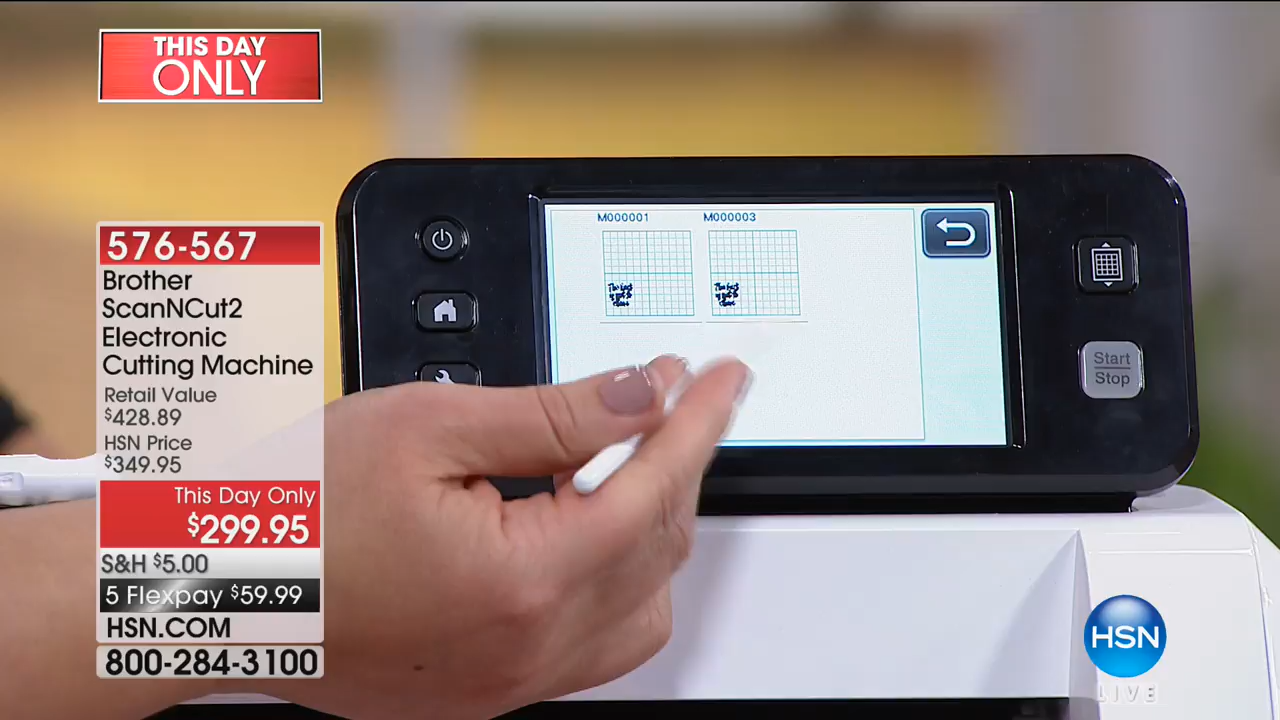 THIS DAY
ONLY
576-567
Brother
ScanNCut2
Electronic
Cutting Machine
Retail Value
$428.89
HSN Price
$349.95
This Day Only
$299.95
S&H $5.00
5 Flexpay $59.99
HSN.COM
800-284-3100
M000001
M000003
Start
Stop
HSN
LIVE